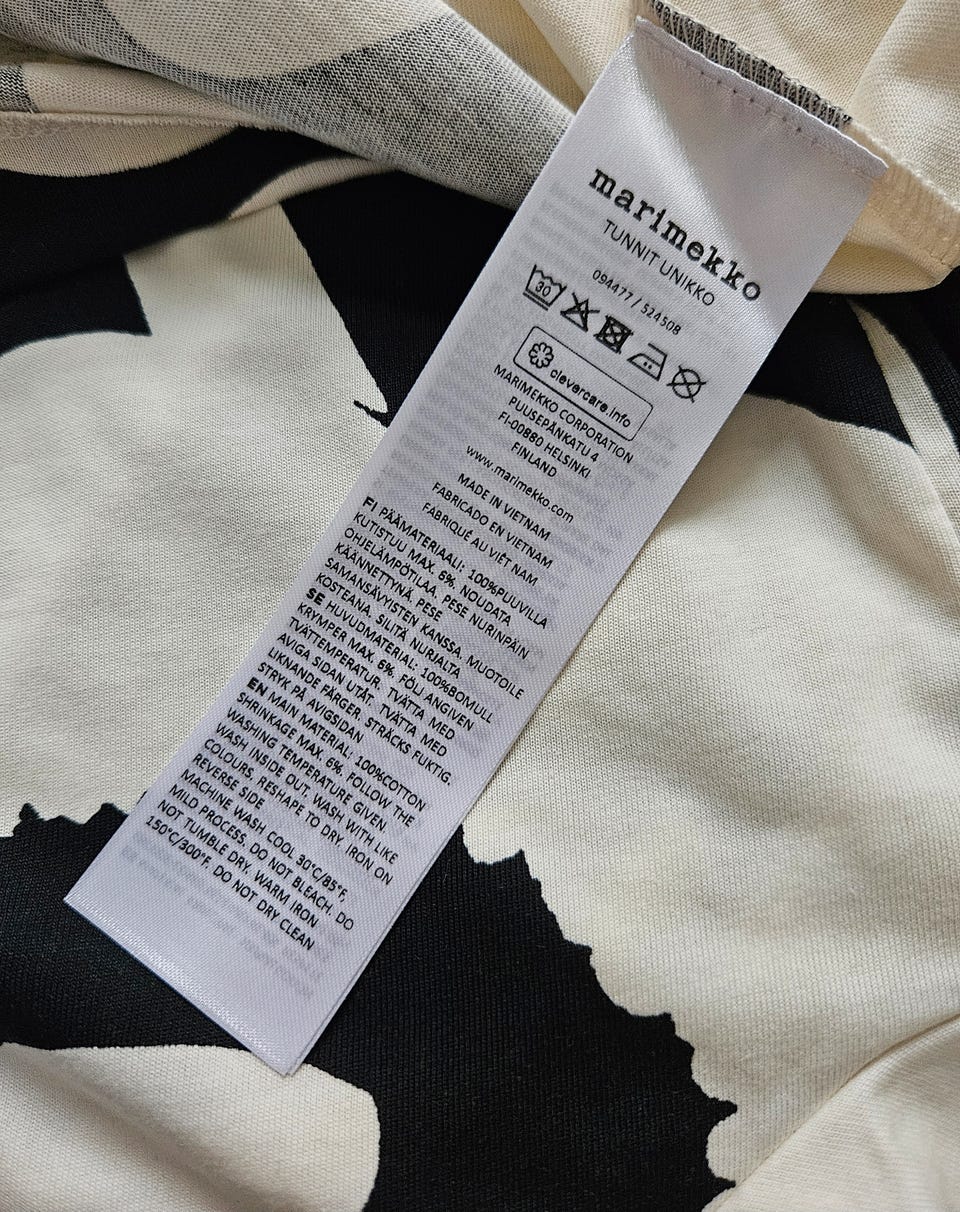 marimekko
TUNNIT UNIKKO
094477 / 524508
30
clevercare.info
MARIMEKKO CORPORATION
PUUSEPÄNKATU 4
FI-00880 HELSINKI
FINLAND
www.marimekko.com
MADE IN VIETNAM
FABRICADO EN VIETNAM
FABRIQUÉ AU VIÊT NAM
FI PÄÄMATERIAALI: 100%PUUVILLA
KUTISTUU MAX. 6%. NOUDATA
OHJELÄMPÖTILAA. PESE NURINPÄIN
KÄÄNNETTYNÄ. PESE
SAMANSÄVYISTEN KANSSA. MUOTOILE
KOSTEANA. SILITÄ NURJALTA
SE HUVUDMATERIAL: 100%BOMULL
KRYMPER MAX. 6%. FÖLJ ANGIVEN
TVÄTTEMPERATUR. TVÄTTA MED
AVIGA SIDAN UTÅT. TVÄTTA MED
LIKNANDE FÄRGER. STRÄCKS FUKTIG.
STRYK PÅ AVIGSIDAN
EN MAIN MATERIAL: 100%COTTON
SHRINKAGE MAX. 6%. FOLLOW THE
WASHING TEMPERATURE GIVEN
WASH INSIDE OUT. WASH WITH LIKE
COLOURS. RESHAPE TO DRY. IRON ON
REVERSE SIDE
MACHINE WASH COOL 30°C/85°F,
MILD PROCESS. DO NOT BLEACH. DO
NOT TUMBLE DRY. WARM IRON
150°C/300°F. DO NOT DRY CLEAN